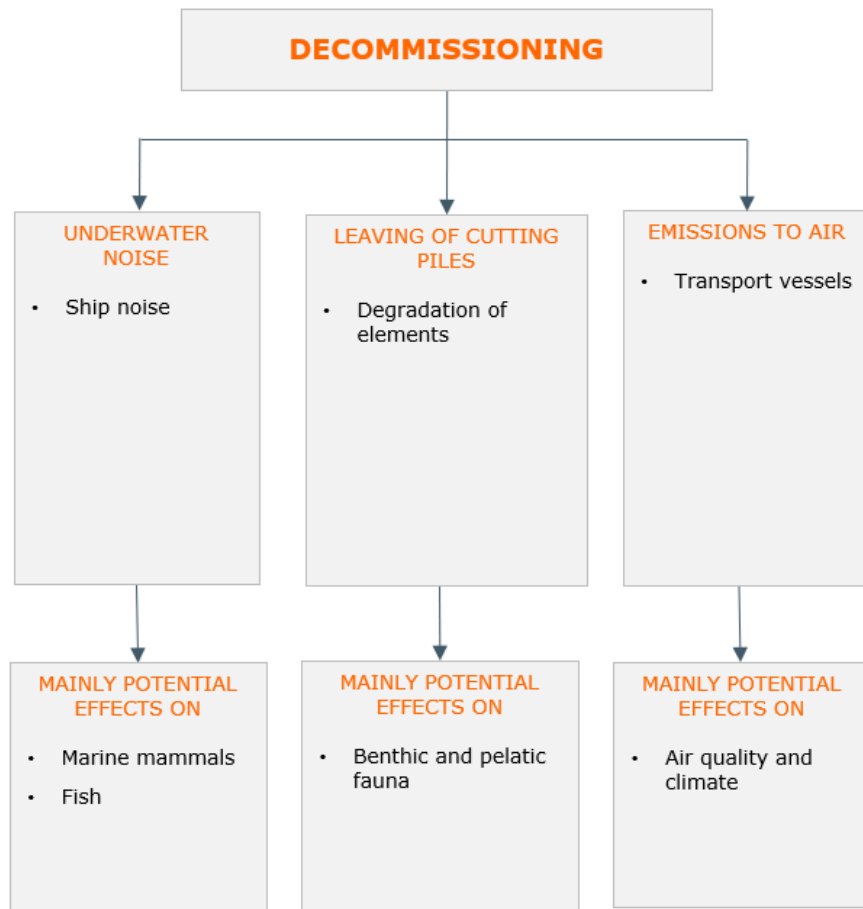 DECOMMISSIONING
UNDERWATER
NOISE
• Ship noise
LEAVING OF CUTTING
PILES
• Degradation of
elements
EMISSIONS TO AIR
• Transport vessels
MAINLY POTENTIAL
EFFECTS ON
• Marine mammals
• Fish
MAINLY POTENTIAL
EFFECTS ON
• Benthic and pelatic
fauna
MAINLY POTENTIAL
EFFECTS ON
• Air quality and
climate